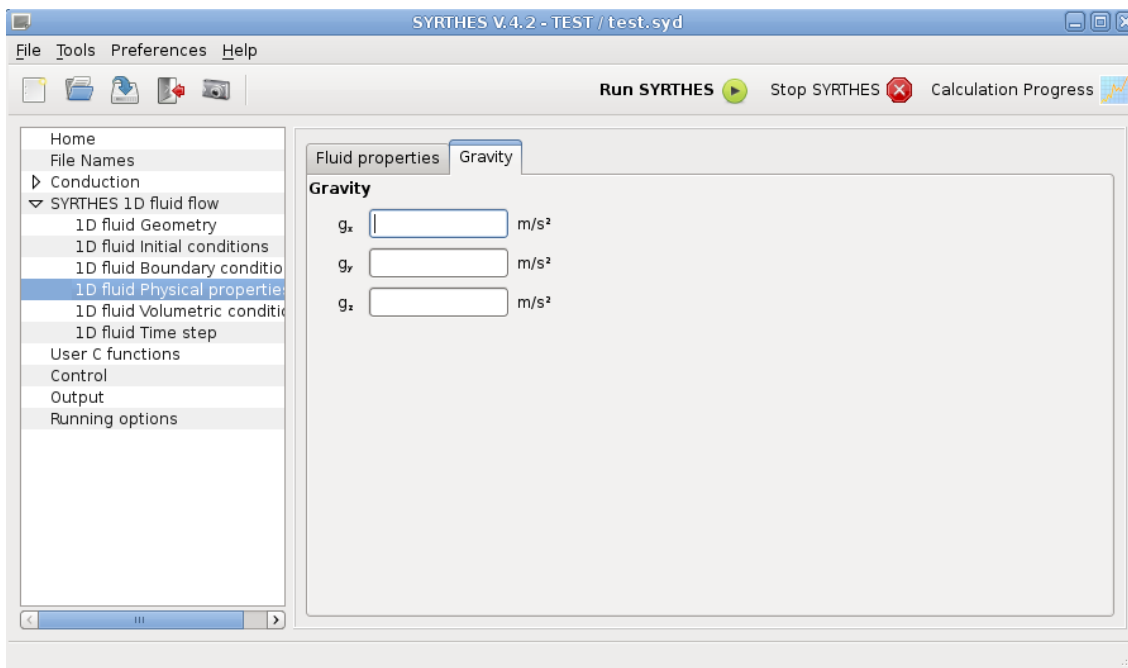 SYRTHES V.4.2 - TEST / test.syd
File Tools Preferences Help
Run SYRTHES Stop SYRTHES Calculation Progress
Home
File Names
Conduction
SYRTHES 1D fluid flow
1D fluid Geometry
1D fluid Initial conditions
1D fluid Boundary conditio
1D fluid Physical propertie
1D fluid Volumetric conditi
1D fluid Time step
User C functions
Control
Output
Running options
Fluid properties Gravity
Gravity
gₓ m/s²
gᵧ m/s²
g_z m/s²